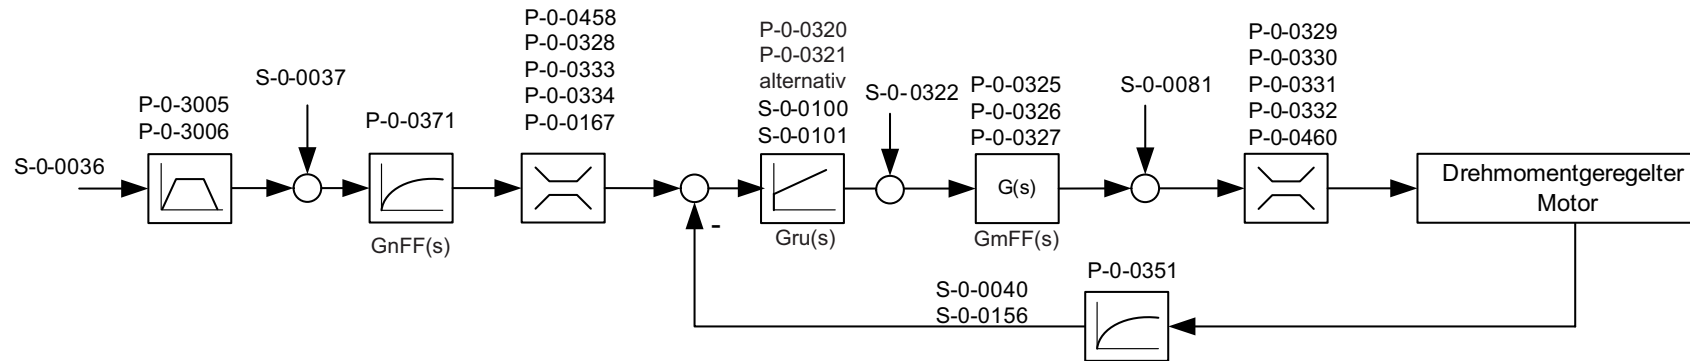 S-0-0036
P-0-3005
P-0-3006
S-0-0037
P-0-0371
GnFF(s)
P-0-0458
P-0-0328
P-0-0333
P-0-0334
P-0-0167
-
P-0-0320
P-0-0321
alternativ
S-0-0100
S-0-0101
Gru(s)
S-0-0322
P-0-0325
P-0-0326
P-0-0327
G(s)
GmFF(s)
S-0-0081
P-0-0329
P-0-0330
P-0-0331
P-0-0332
P-0-0460
Drehmomentgeregelter
Motor
P-0-0351
S-0-0040
S-0-0156